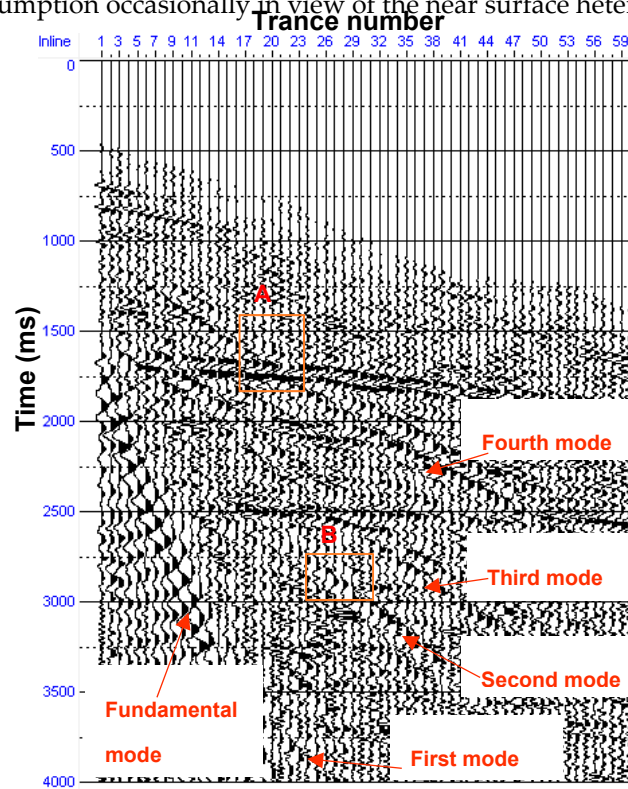 umption occasionally in view of the near surface heter
Trance number
Inline 1 3 5 7 9 11 14 17 20 23 26 29 32 35 38 41 44 47 50 53 56 59
0
500
1000
A
1500
Time (ms)
2000
Fourth mode
2500
B
Third mode
3000
Second mode
3500
Fundamental
mode
First mode
4000